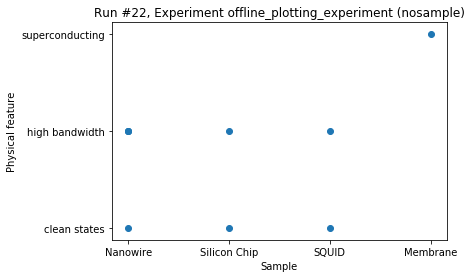 Run #22, Experiment offline_plotting_experiment (nosample)
superconducting
high bandwidth
clean states
Physical feature
Nanowire Silicon Chip SQUID Membrane
Sample